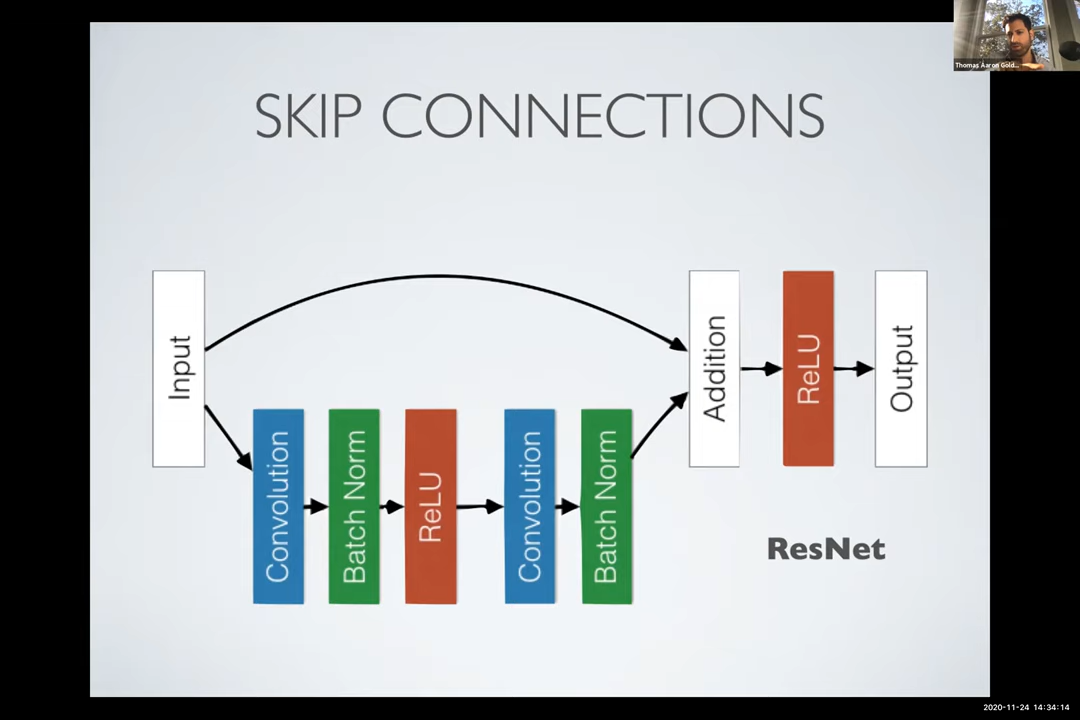 Thomas Aaron Gold...
SKIP CONNECTIONS
Input
Convolution
Batch Norm
ReLU
Convolution
Batch Norm
Addition
ReLU
Output
ResNet
2020-11-24 14:34:14